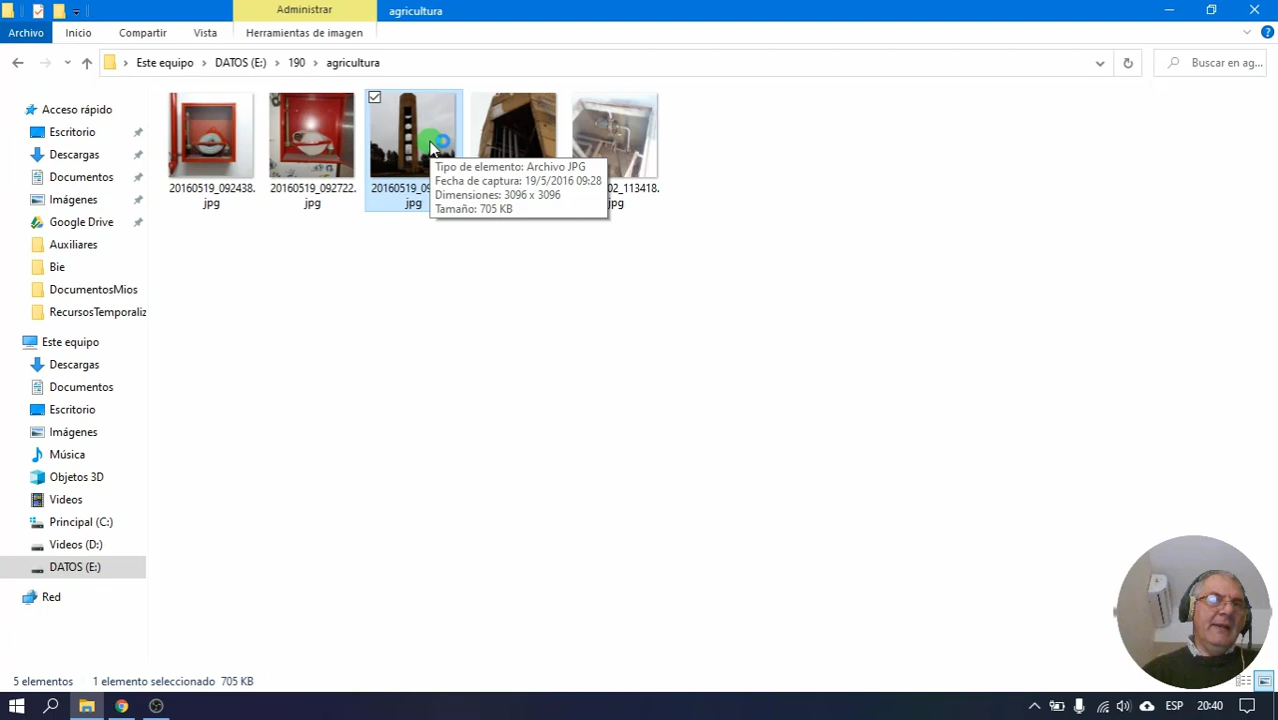 Administrar
agricultura
Archivo
Inicio
Compartir
Vista
Herramientas de imagen
Este equipo
DATOS (E:)
190
agricultura
Buscar en ag...
Acceso rápido
Escritorio
Descargas
Documentos
Imágenes
Google Drive
Auxiliares
Bie
DocumentosMios
RecursosTemporaliz
Este equipo
Descargas
Documentos
Escritorio
Imágenes
Música
Objetos 3D
Videos
Principal (C:)
Videos (D:)
DATOS (E:)
Red
20160519_092438.
jpg
20160519_092722.
jpg
20160519_09
jpg
02_113418.
jpg
Tipo de elemento: Archivo JPG
Fecha de captura: 19/5/2016 09:28
Dimensiones: 3096 x 3096
Tamaño: 705 KB
5 elementos
1 elemento seleccionado 705 KB
ESP
20:40